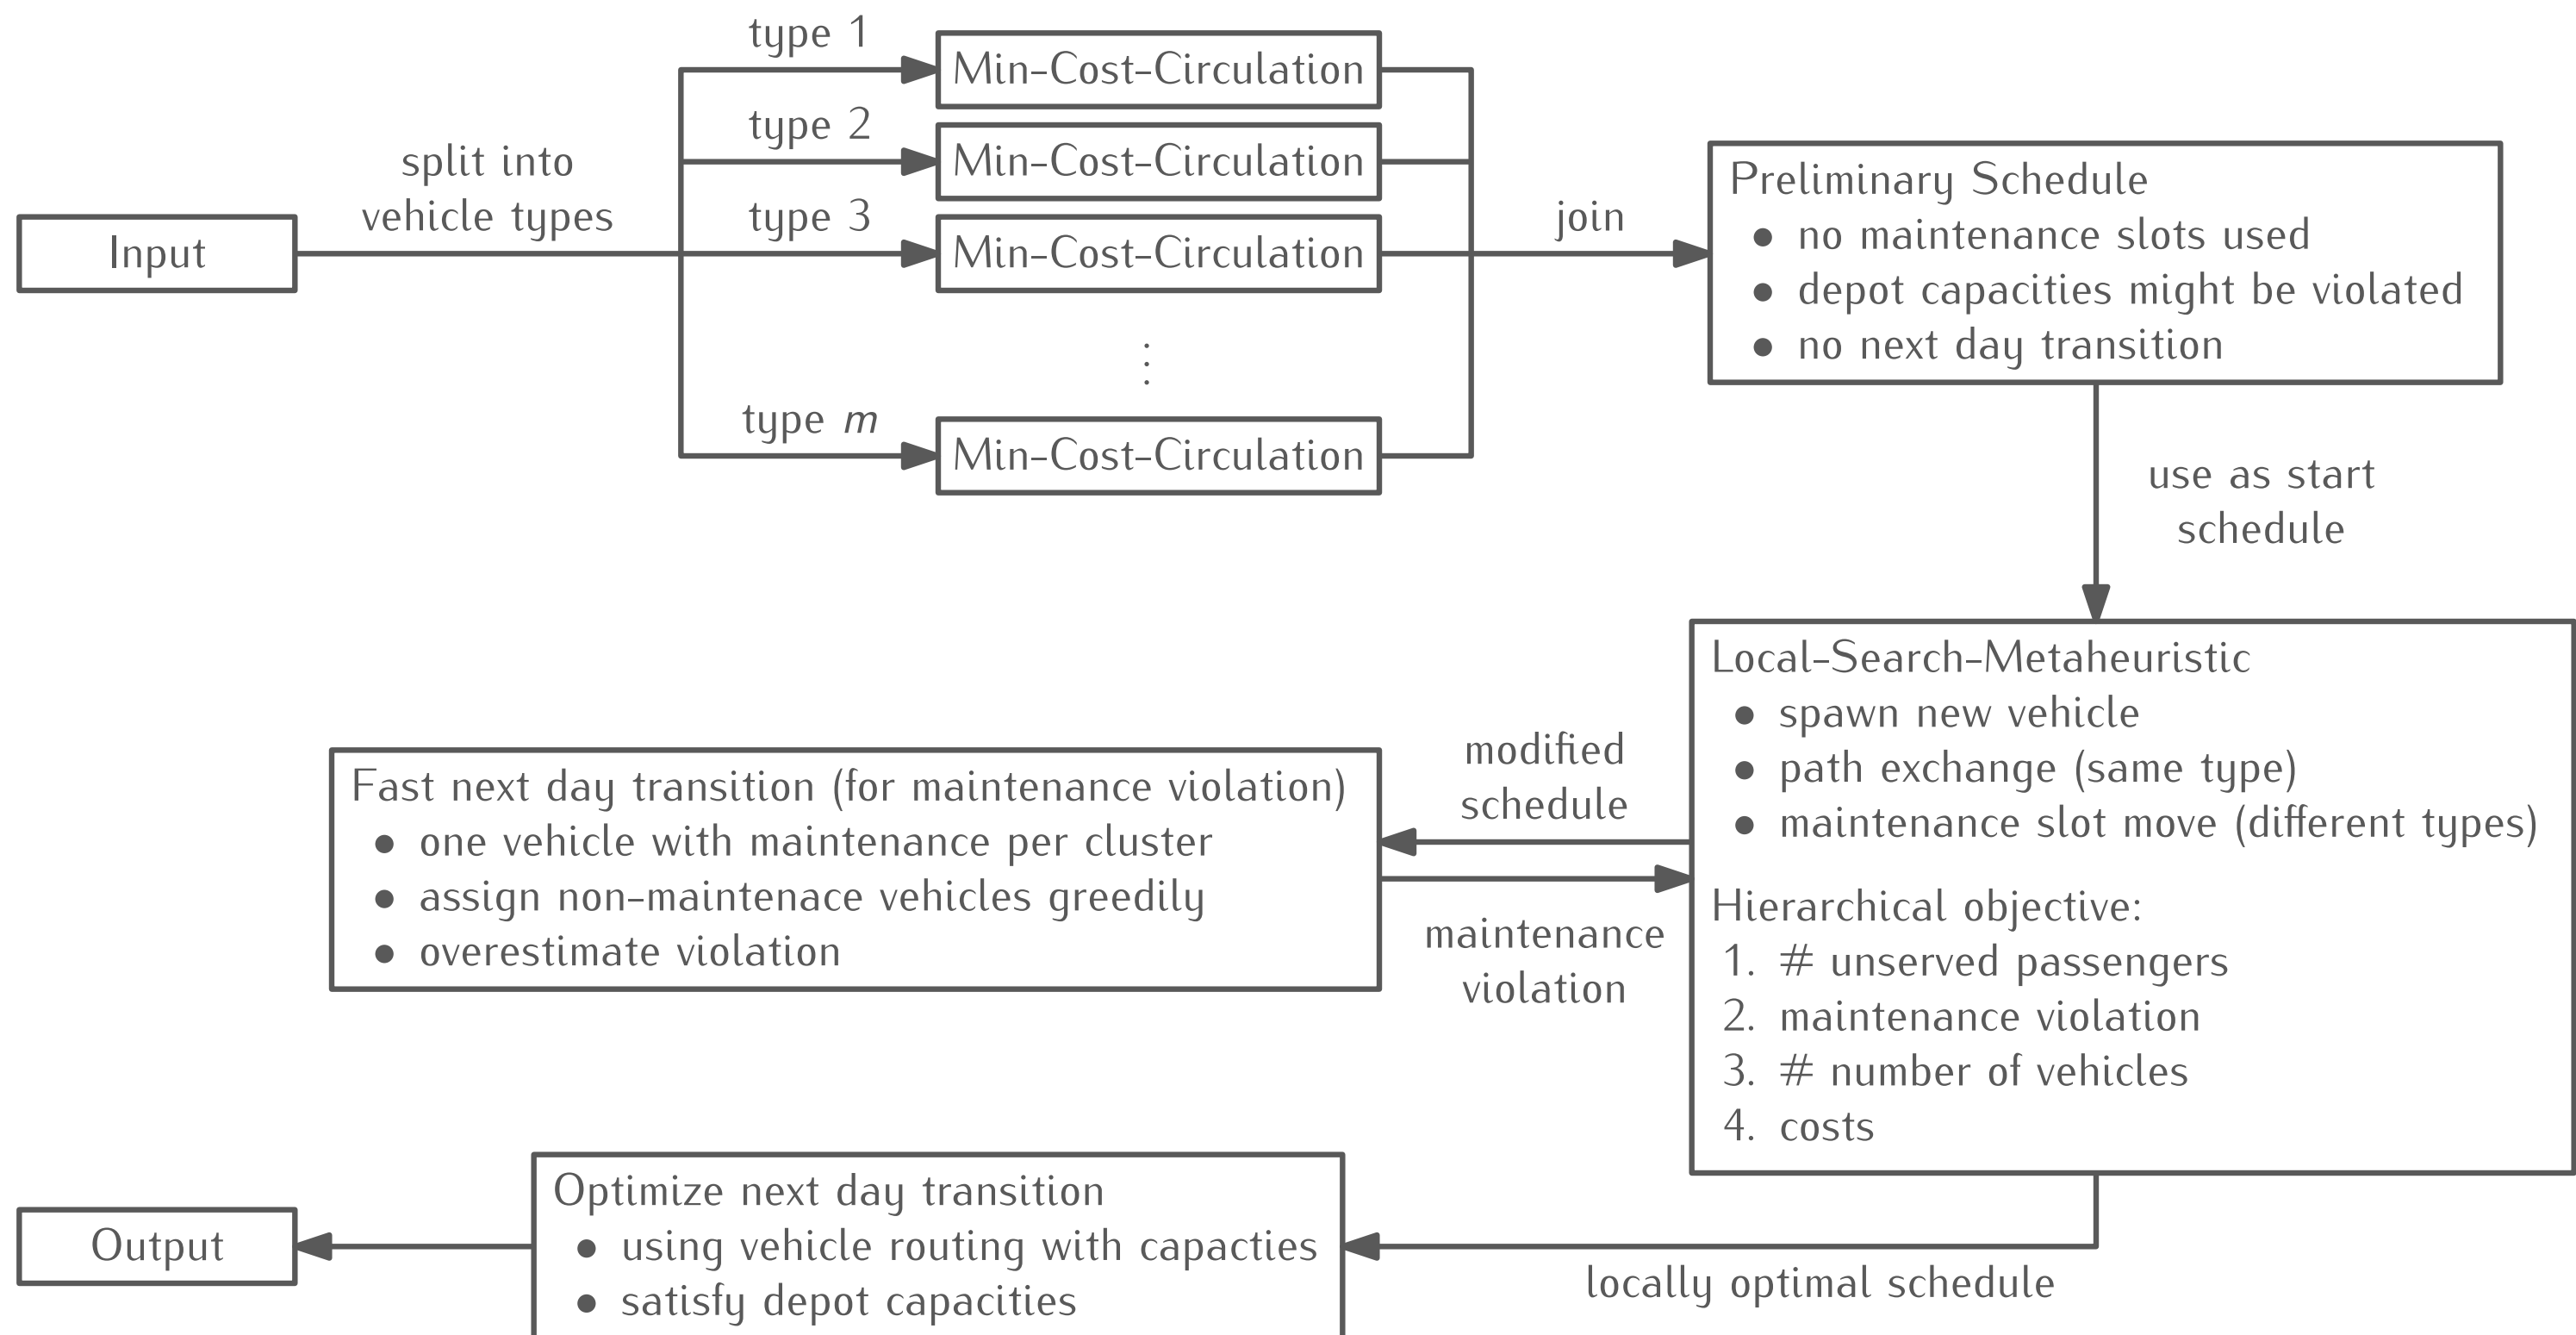 Input
split into
vehicle types
type 1
Min-Cost-Circulation
type 2
Min-Cost-Circulation
type 3
Min-Cost-Circulation
⋮
type m
Min-Cost-Circulation
join
Preliminary Schedule
• no maintenance slots used
• depot capacities might be violated
• no next day transition
use as start
schedule
Local-Search-Metaheuristic
• spawn new vehicle
• path exchange (same type)
• maintenance slot move (different types)
Hierarchical objective:
1. # unserved passengers
2. maintenance violation
3. # number of vehicles
4. costs
modified
schedule
maintenance
violation
Fast next day transition (for maintenance violation)
• one vehicle with maintenance per cluster
• assign non-maintenace vehicles greedily
• overestimate violation
locally optimal schedule
Optimize next day transition
• using vehicle routing with capacties
• satisfy depot capacities
Output